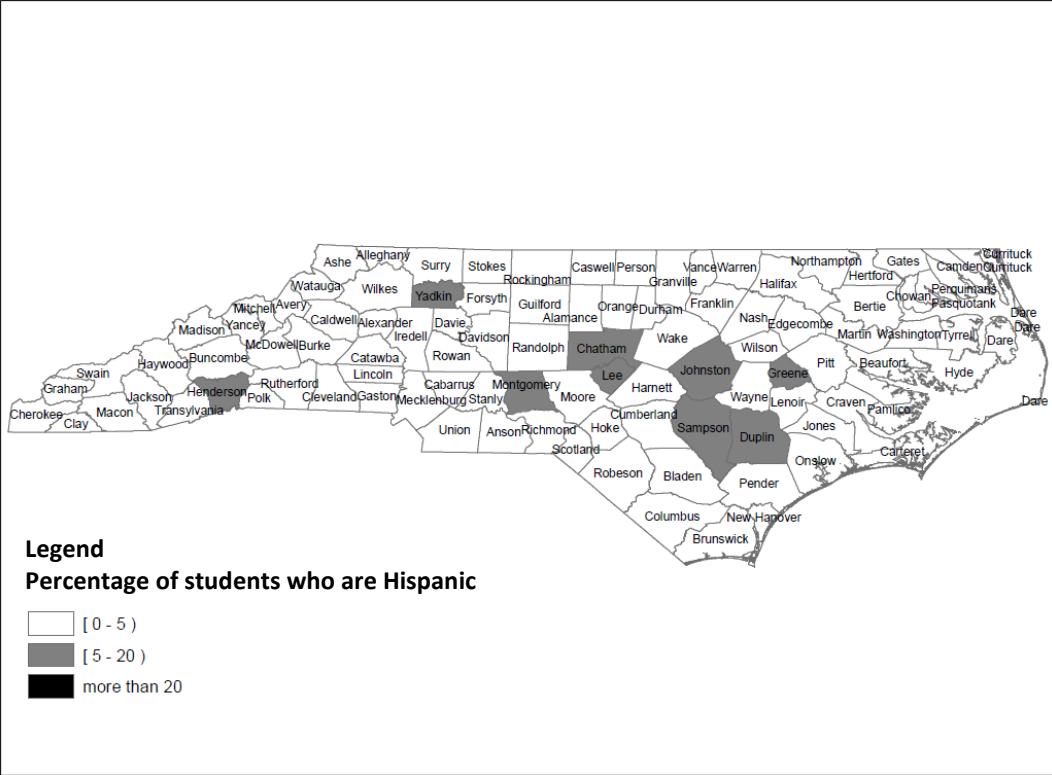 Currituck
Alleghany
Ashe
Surry
Stokes
Caswell
Person
Vance
Warren
Northampton
Gates
Camden
Currituck
Rockingham
Granville
Halifax
Hertford
Watauga
Wilkes
Yadkin
Forsyth
Perquimans
Chowan
Pasquotank
Mitchell
Avery
Guilford
Orange
Durham
Franklin
Bertie
Dare
Madison
Yancey
Caldwell
Alexander
Davie
Alamance
Nash
Edgecombe
Dare
McDowell
Burke
Iredell
Davidson
Randolph
Chatham
Wake
Wilson
Martin
Washington
Tyrrell
Dare
Haywood
Buncombe
Catawba
Rowan
Pitt
Beaufort
Swain
Lincoln
Lee
Johnston
Greene
Hyde
Graham
Jackson
Henderson
Rutherford
Cabarrus
Montgomery
Harnett
Polk
Cleveland
Gaston
Mecklenburg
Stanly
Moore
Wayne
Lenoir
Craven
Pamlico
Dare
Cherokee
Macon
Transylvania
Cumberland
Clay
Union
Anson
Richmond
Hoke
Sampson
Duplin
Jones
Scotland
Onslow
Carteret
Robeson
Bladen
Pender
Columbus
New Hanover
Brunswick
Legend
Percentage of students who are Hispanic
[ 0 - 5 )
[ 5 - 20 )
more than 20